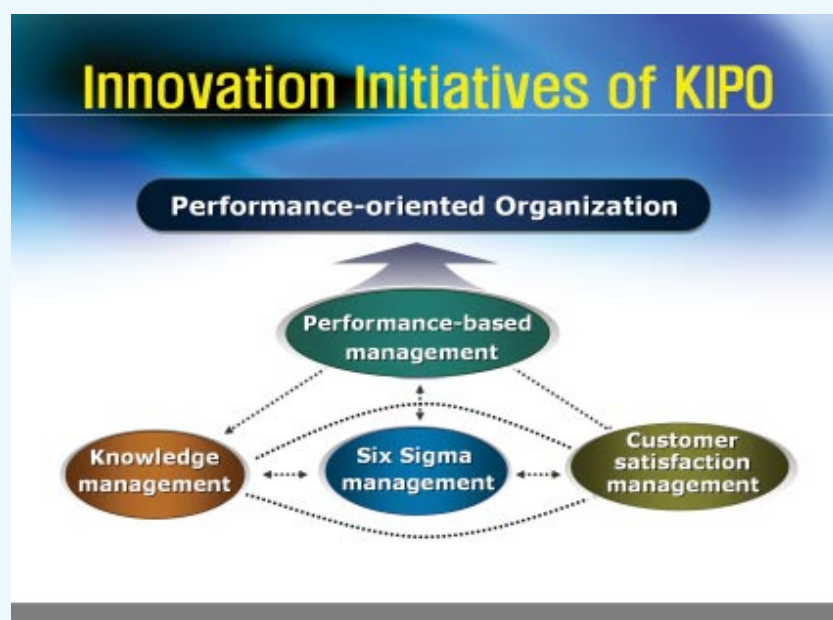 Innovation Initiatives of KIPO
Performance-oriented Organization
Performance-based
management
Knowledge
management
Six Sigma
management
Customer
satisfaction
management